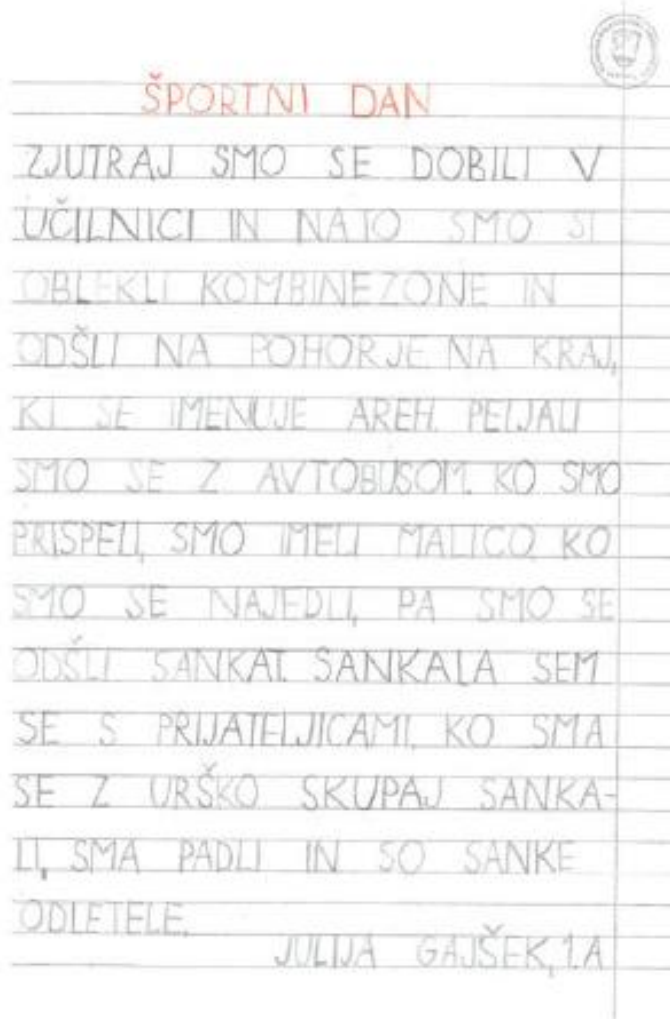 ŠPORTNI DAN
ZJUTRAJ SMO SE DOBILI V
UČILNICI IN NATO SMO SI
OBLEKLI KOMBINEZONE IN
ODŠLI NA POHORJE NA KRAJ,
KI SE IMENUJE AREH. PELJALI
SMO SE Z AVTOBUSOM. KO SMO
PRISPELI, SMO IMELI MALICO. KO
SMO SE NAJEDLI, PA SMO SE
ODŠLI SANKAT. SANKALA SEM
SE S PRIJATELJICAMI. KO SMA
SE Z URŠKO SKUPAJ SANKA-
LI, SMA PADLI IN SO SANKE
ODLETELE.
JULIJA GAJŠEK, 1.A